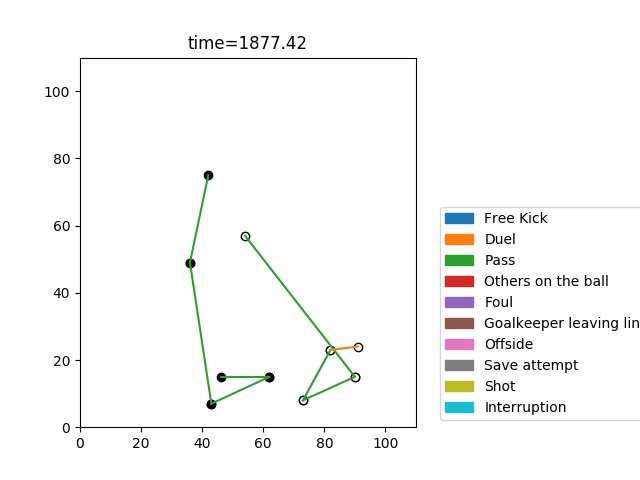 time=1877.42
100
80
60
40
20
0
0 20 40 60 80 100
Free Kick
Duel
Pass
Others on the ball
Foul
Goalkeeper leaving lin
Offside
Save attempt
Shot
Interruption